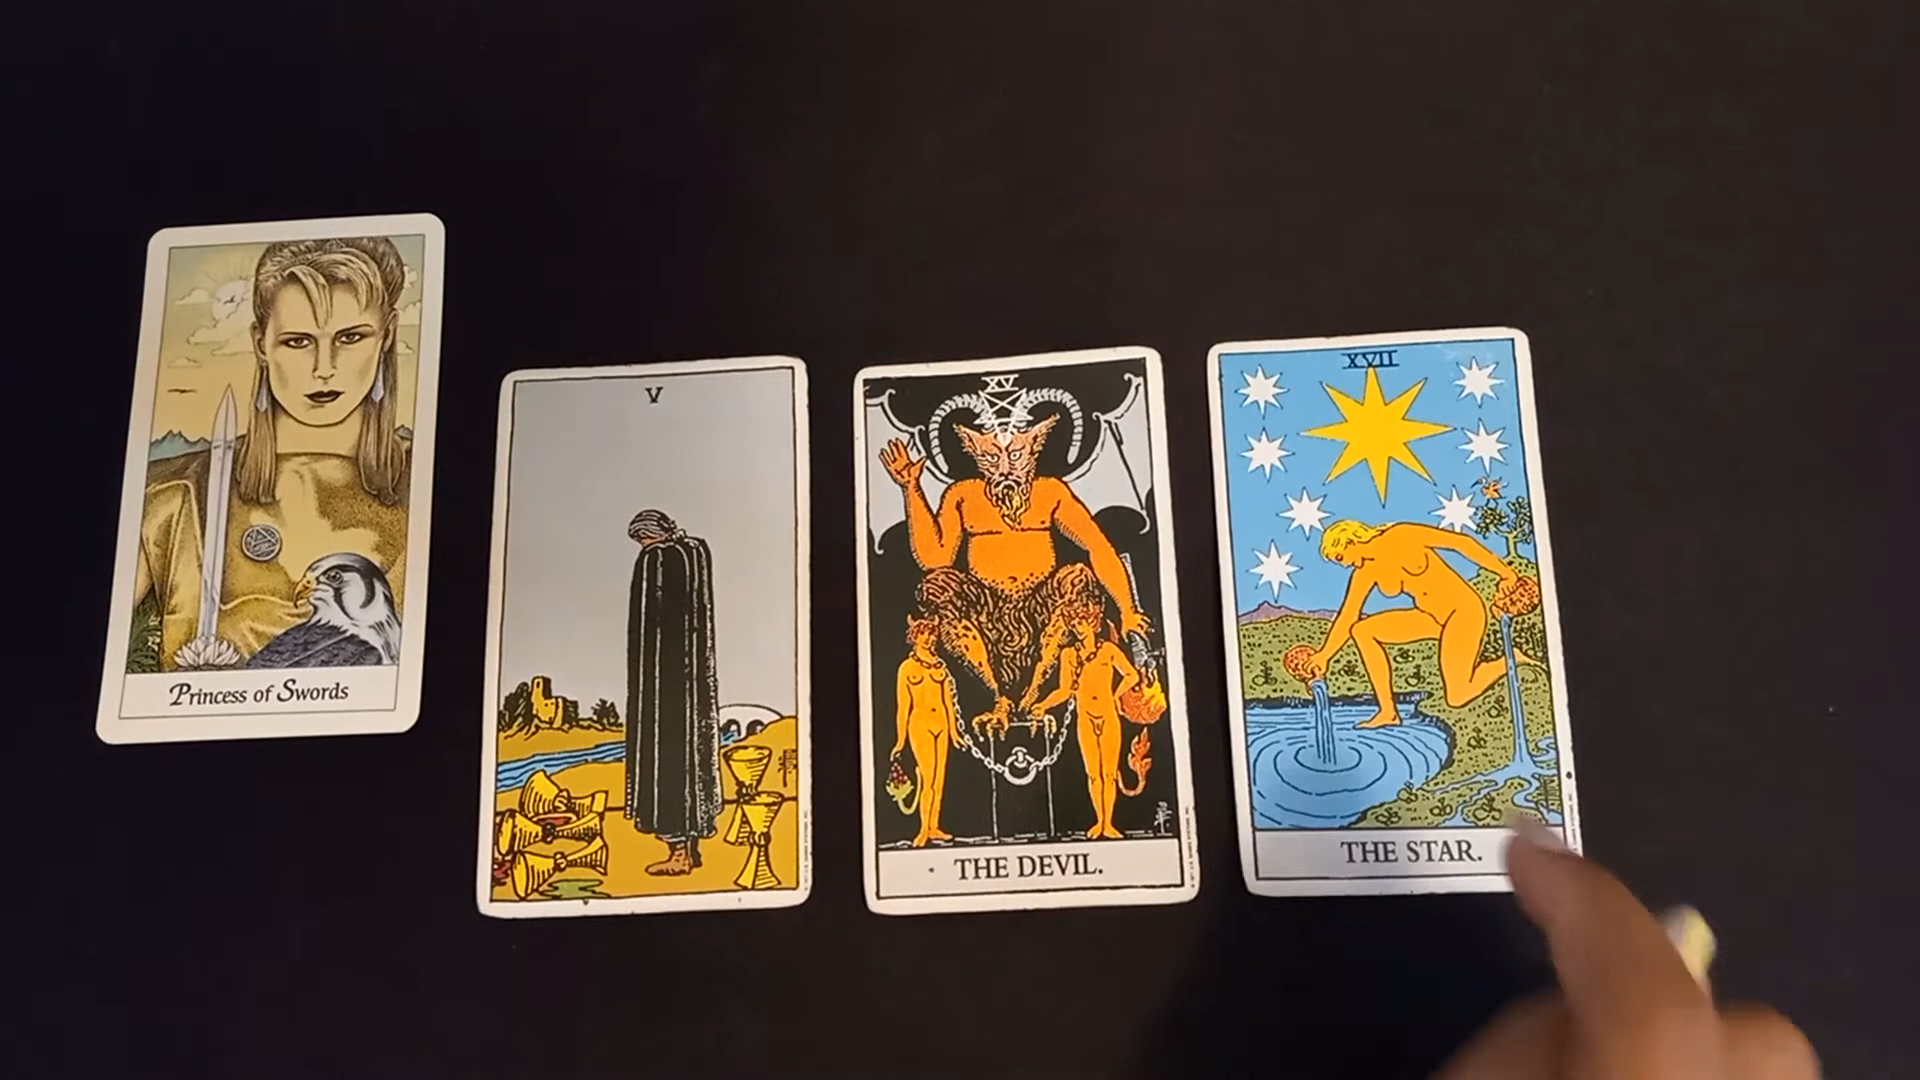 Princess of Swords
V
XV
THE DEVIL.
XVII
THE STAR.